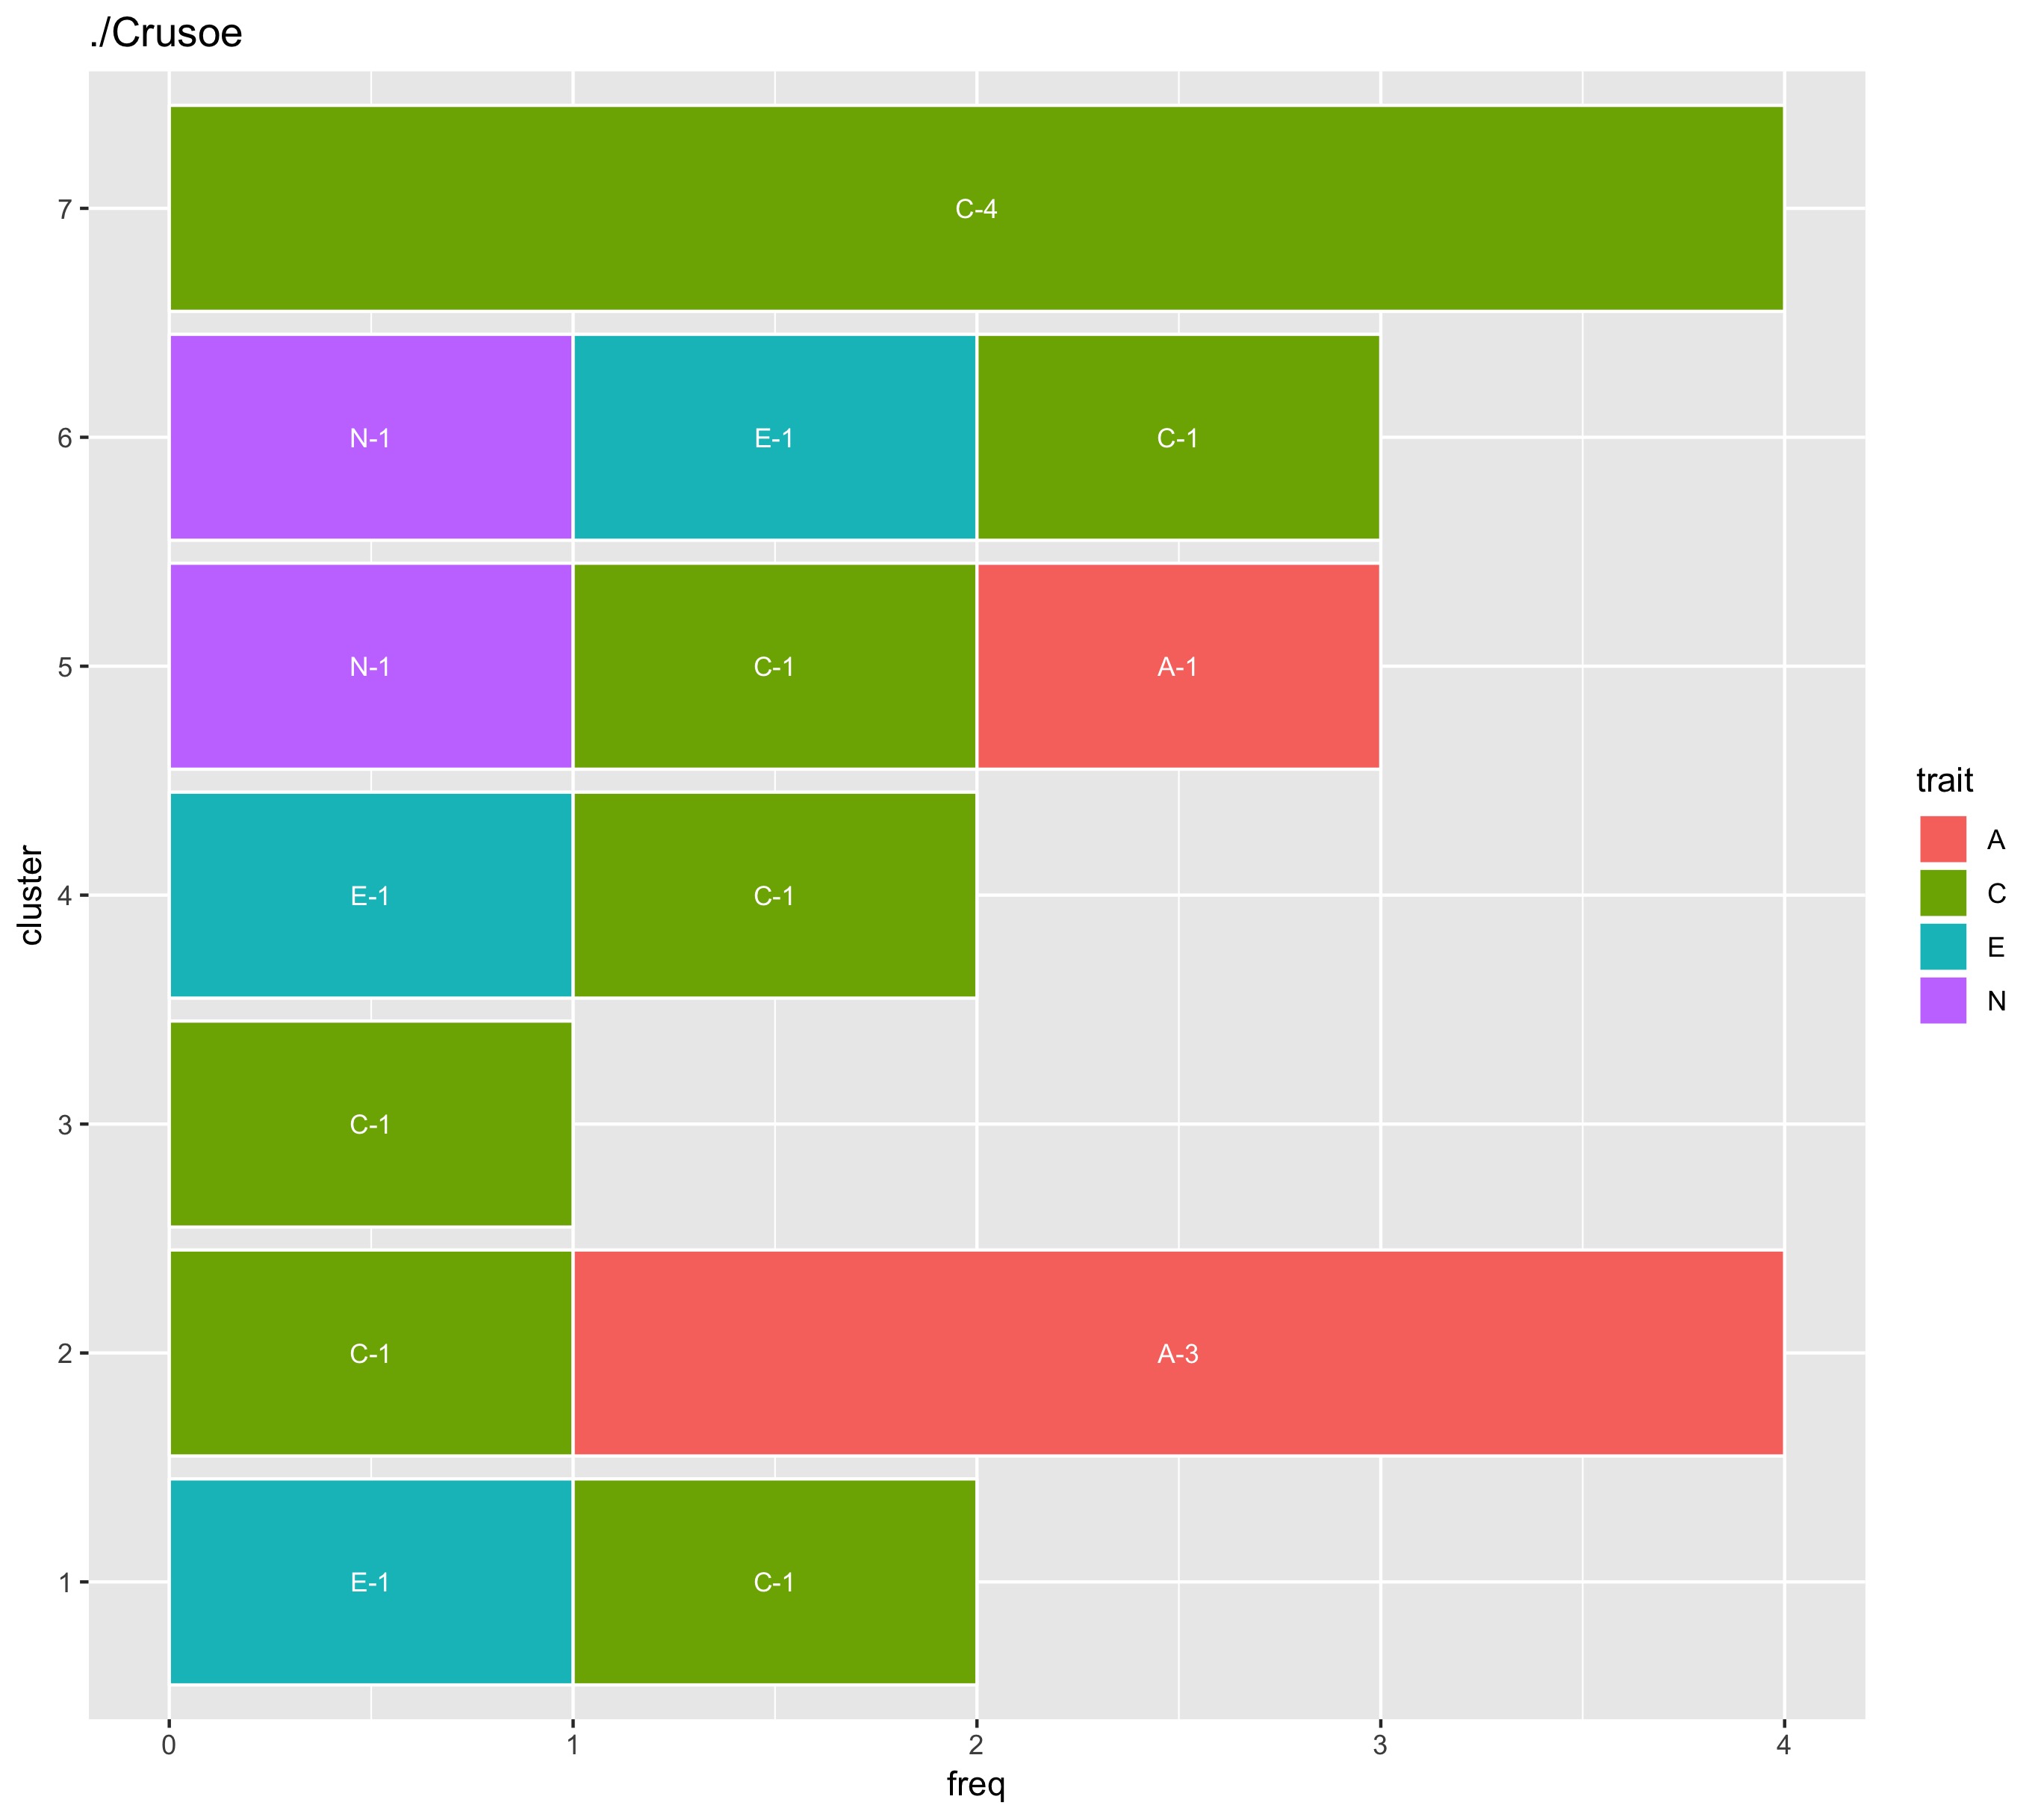 ./Crusoe
7
C-4
6
N-1 E-1 C-1
5
N-1 C-1 A-1
4
E-1 C-1
3
C-1
2
C-1 A-3
1
E-1 C-1
cluster
0 1 2 3 4
freq
trait
A
C
E
N